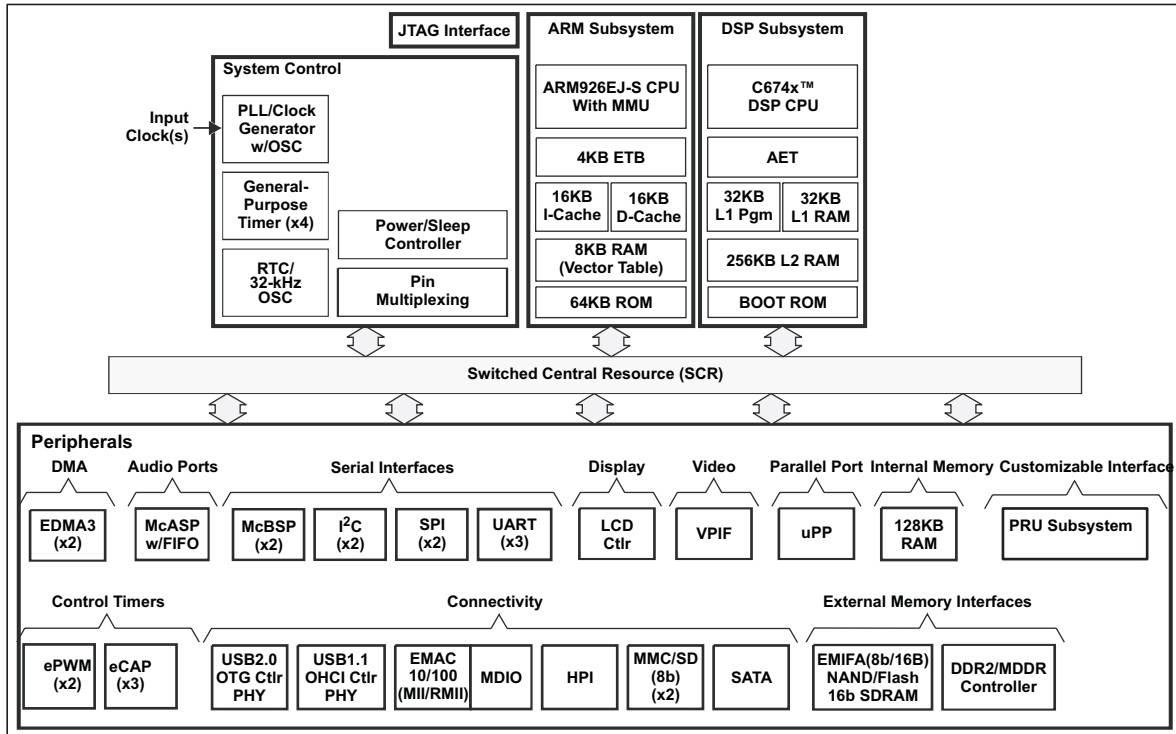 JTAG Interface
ARM Subsystem
DSP Subsystem
System Control
Input
Clock(s)
PLL/Clock
Generator
w/OSC
General-
Purpose
Timer (x4)
RTC/
32-kHz
OSC
Power/Sleep
Controller
Pin
Multiplexing
ARM926EJ-S CPU
With MMU
4KB ETB
16KB
I-Cache
16KB
D-Cache
8KB RAM
(Vector Table)
64KB ROM
C674x™
DSP CPU
AET
32KB
L1 Pgm
32KB
L1 RAM
256KB L2 RAM
BOOT ROM
Switched Central Resource (SCR)
Peripherals
DMA
Audio Ports
Serial Interfaces
Display
Video
Parallel Port
Internal Memory
Customizable Interface
EDMA3
(x2)
McASP
w/FIFO
McBSP
(x2)
I²C
(x2)
SPI
(x2)
UART
(x3)
LCD
Ctlr
VPIF
uPP
128KB
RAM
PRU Subsystem
Control Timers
Connectivity
External Memory Interfaces
ePWM
(x2)
eCAP
(x3)
USB2.0
OTG Ctlr
PHY
USB1.1
OHCI Ctlr
PHY
EMAC
10/100
(MII/RMII)
MDIO
HPI
MMC/SD
(8b)
(x2)
SATA
EMIFA(8b/16B)
NAND/Flash
16b SDRAM
DDR2/MDDR
Controller